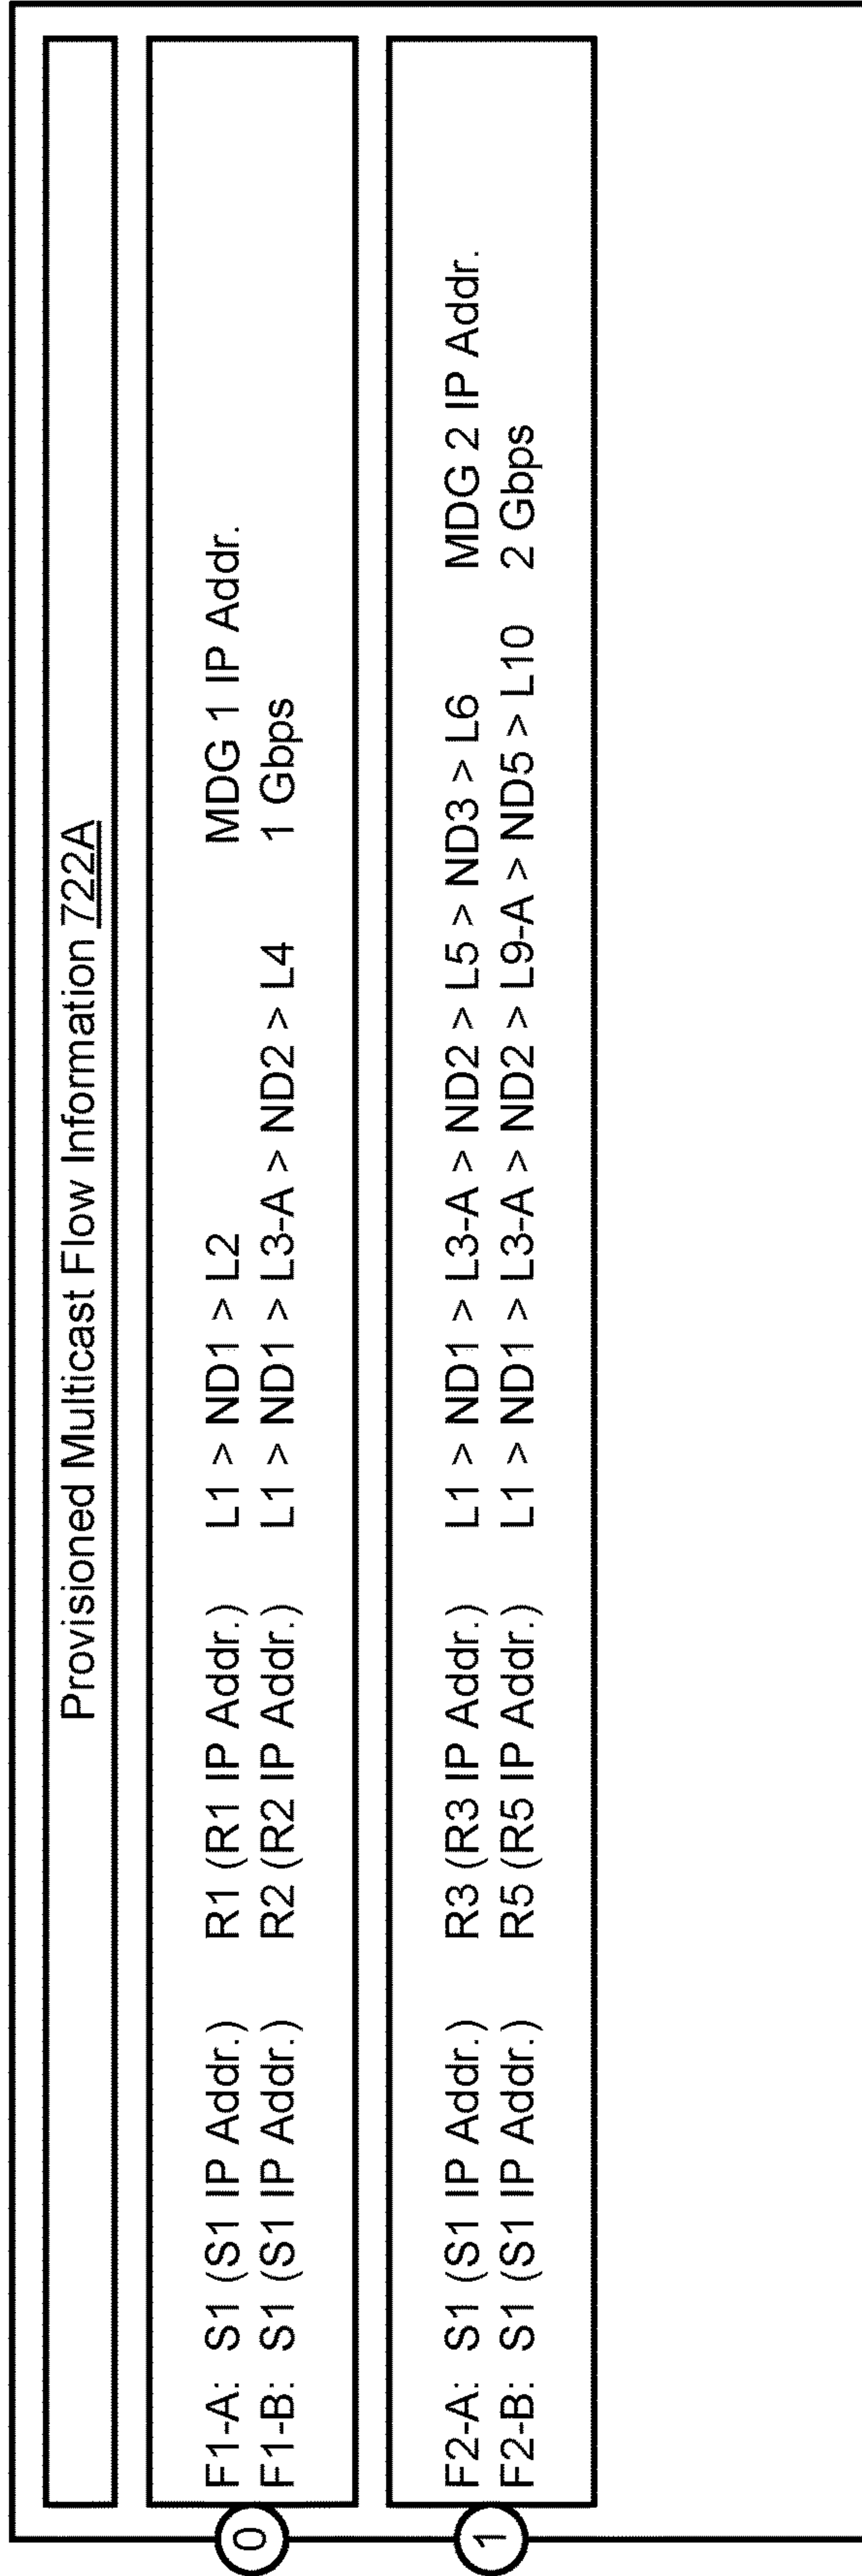 Provisioned Multicast Flow Information 722A
0
F1-A: S1 (S1 IP Addr.) R1 (R1 IP Addr.) L1 > ND1 > L2 MDG 1 IP Addr.
F1-B: S1 (S1 IP Addr.) R2 (R2 IP Addr.) L1 > ND1 > L3-A > ND2 > L4 1 Gbps
1
F2-A: S1 (S1 IP Addr.) R3 (R3 IP Addr.) L1 > ND1 > L3-A > ND2 > L5 > ND3 > L6 MDG 2 IP Addr.
F2-B: S1 (S1 IP Addr.) R5 (R5 IP Addr.) L1 > ND1 > L3-A > ND2 > L9-A > ND5 > L10 2 Gbps